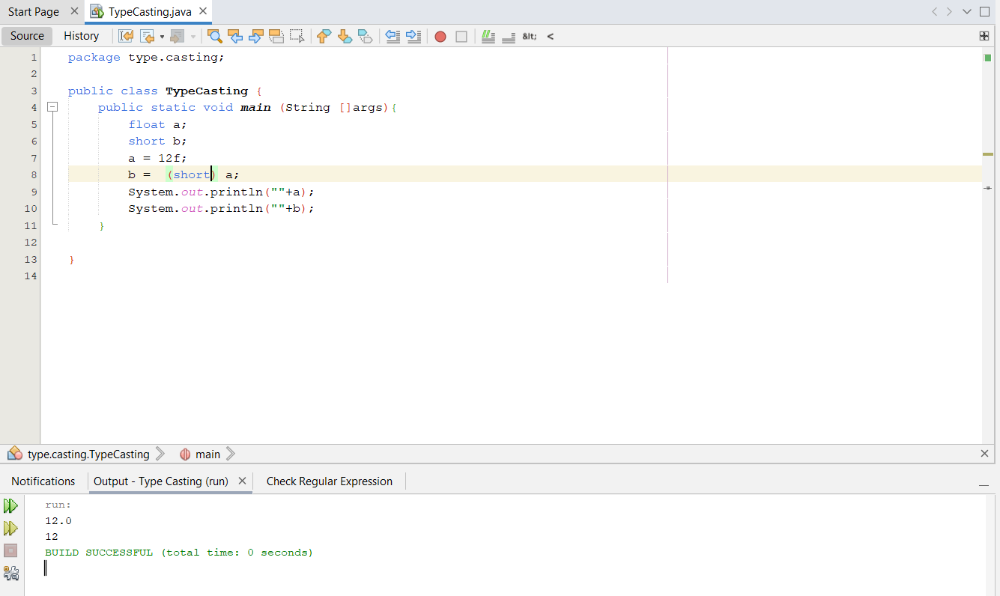 Start Page TypeCasting.java
Source History &lt; <
1 package type.casting;
2
3 public class TypeCasting {
4 public static void main (String []args){
5 float a;
6 short b;
7 a = 12f;
8 b =  (short) a;
9 System.out.println(""+a);
10 System.out.println(""+b);
11 }
12
13 }
14
type.casting.TypeCasting main
Notifications Output - Type Casting (run) Check Regular Expression
run:
12.0
12
BUILD SUCCESSFUL (total time: 0 seconds)